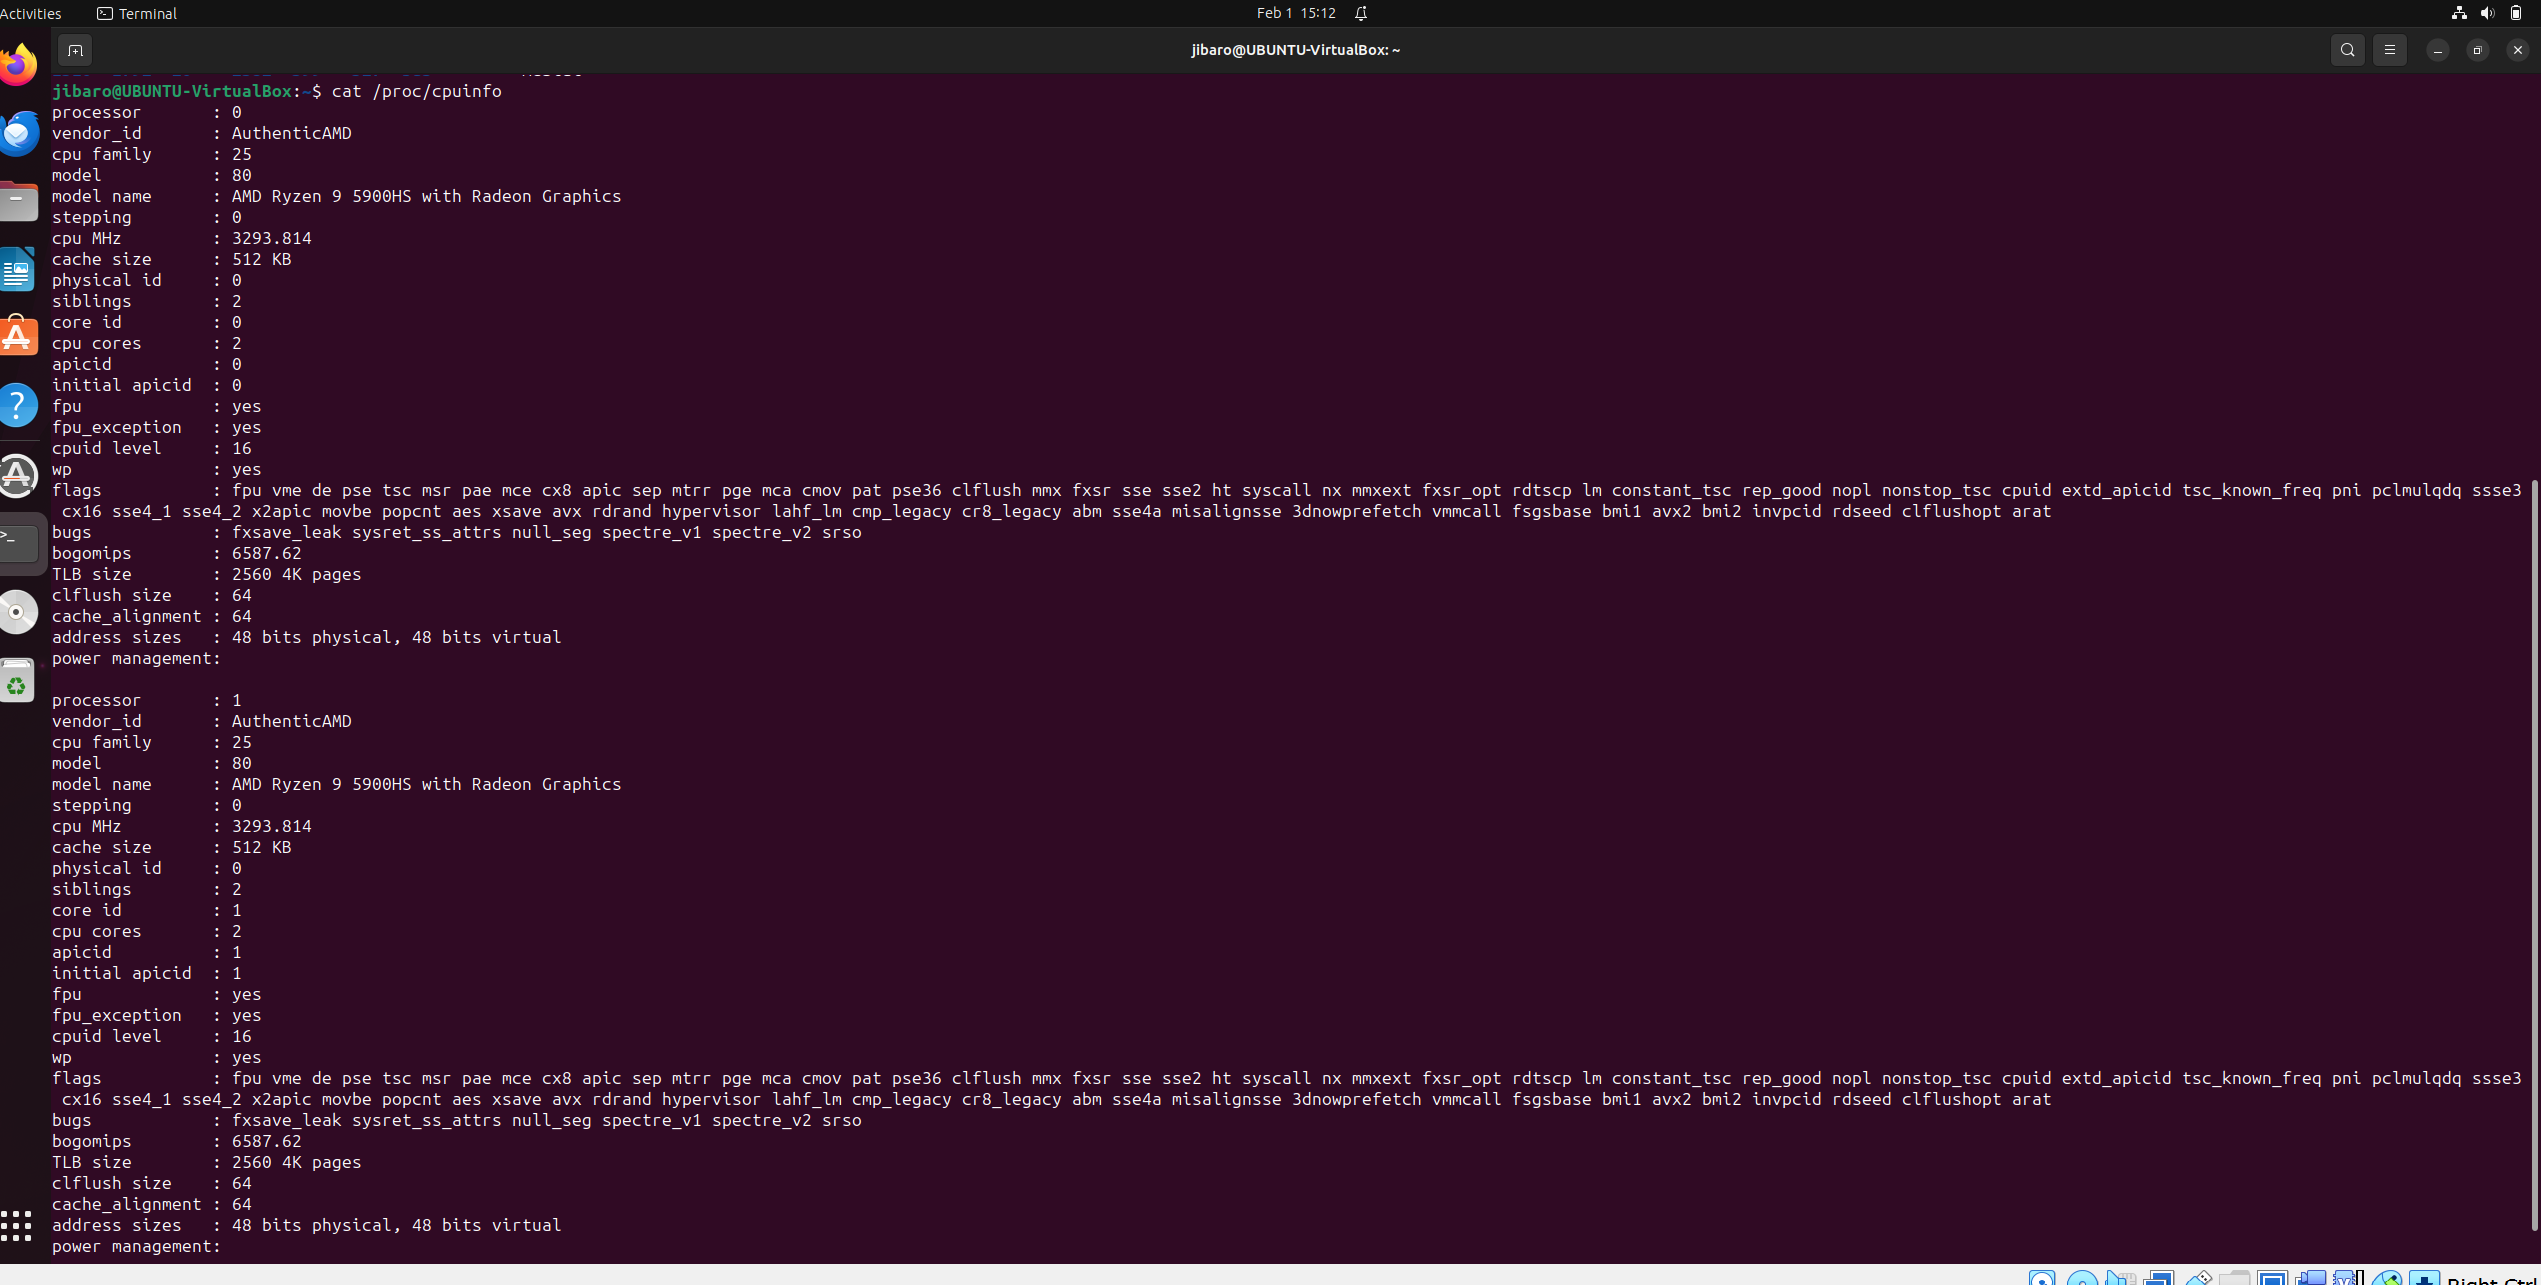 Activities
Terminal
Feb 1 15:12
jibaro@UBUNTU-VirtualBox: ~
jibaro@UBUNTU-VirtualBox:~$ cat /proc/cpuinfo
processor : 0
vendor_id : AuthenticAMD
cpu family : 25
model : 80
model name : AMD Ryzen 9 5900HS with Radeon Graphics
stepping : 0
cpu MHz : 3293.814
cache size : 512 KB
physical id : 0
siblings : 2
core id : 0
cpu cores : 2
apicid : 0
initial apicid : 0
fpu : yes
fpu_exception : yes
cpuid level : 16
wp : yes
flags : fpu vme de pse tsc msr pae mce cx8 apic sep mtrr pge mca cmov pat pse36 clflush mmx fxsr sse sse2 ht syscall nx mmxext fxsr_opt rdtscp lm constant_tsc rep_good nopl nonstop_tsc cpuid extd_apicid tsc_known_freq pni pclmulqdq ssse3
cx16 sse4_1 sse4_2 x2apic movbe popcnt aes xsave avx rdrand hypervisor lahf_lm cmp_legacy cr8_legacy abm sse4a misalignsse 3dnowprefetch vmmcall fsgsbase bmi1 avx2 bmi2 invpcid rdseed clflushopt arat
bugs : fxsave_leak sysret_ss_attrs null_seg spectre_v1 spectre_v2 srso
bogomips : 6587.62
TLB size : 2560 4K pages
clflush size : 64
cache_alignment : 64
address sizes : 48 bits physical, 48 bits virtual
power management:
processor : 1
vendor_id : AuthenticAMD
cpu family : 25
model : 80
model name : AMD Ryzen 9 5900HS with Radeon Graphics
stepping : 0
cpu MHz : 3293.814
cache size : 512 KB
physical id : 0
siblings : 2
core id : 1
cpu cores : 2
apicid : 1
initial apicid : 1
fpu : yes
fpu_exception : yes
cpuid level : 16
wp : yes
flags : fpu vme de pse tsc msr pae mce cx8 apic sep mtrr pge mca cmov pat pse36 clflush mmx fxsr sse sse2 ht syscall nx mmxext fxsr_opt rdtscp lm constant_tsc rep_good nopl nonstop_tsc cpuid extd_apicid tsc_known_freq pni pclmulqdq ssse3
cx16 sse4_1 sse4_2 x2apic movbe popcnt aes xsave avx rdrand hypervisor lahf_lm cmp_legacy cr8_legacy abm sse4a misalignsse 3dnowprefetch vmmcall fsgsbase bmi1 avx2 bmi2 invpcid rdseed clflushopt arat
bugs : fxsave_leak sysret_ss_attrs null_seg spectre_v1 spectre_v2 srso
bogomips : 6587.62
TLB size : 2560 4K pages
clflush size : 64
cache_alignment : 64
address sizes : 48 bits physical, 48 bits virtual
power management:
Right Ctrl